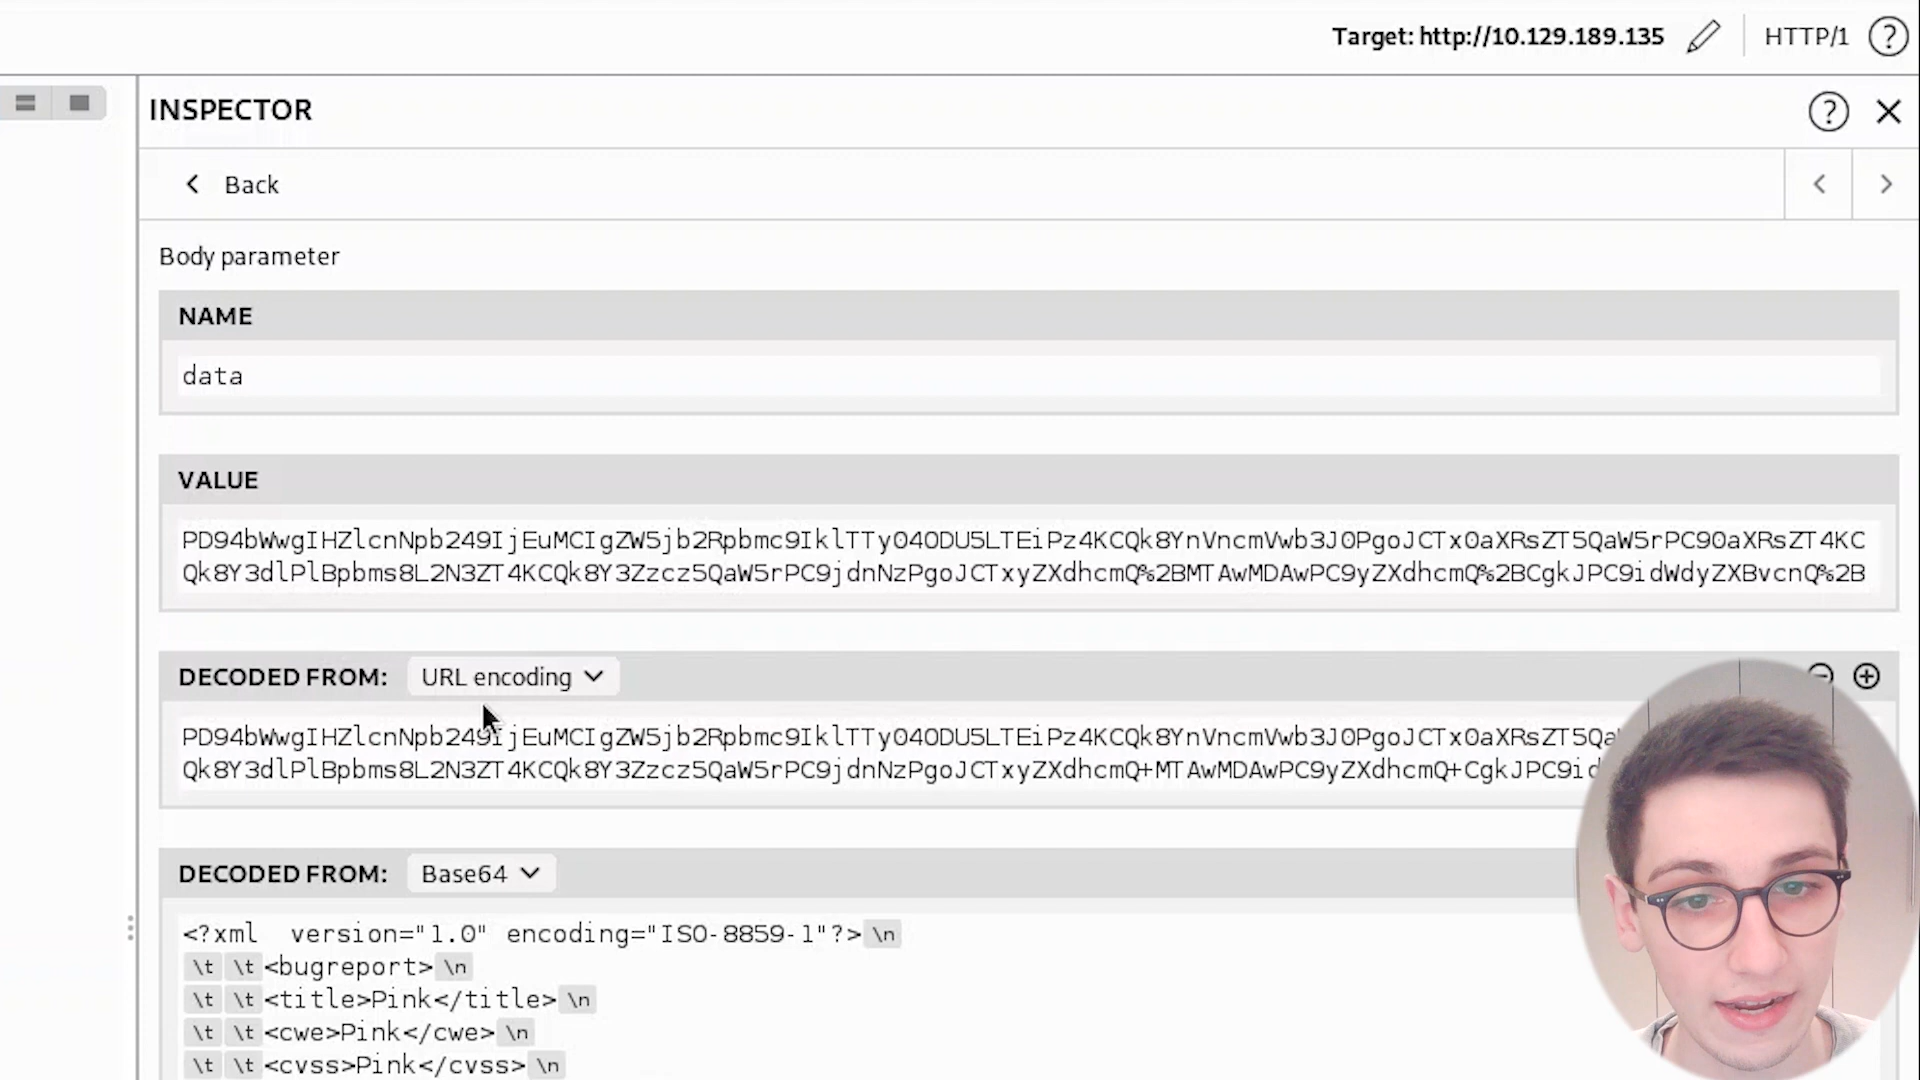 Target: http://10.129.189.135
HTTP/1
INSPECTOR
Back
Body parameter
NAME
data
VALUE
PD94bWwgIHZlcnNpb249IjEuMCIgZW5jb2Rpbmc9IklTTy04ODU5LTEiPz4KCQk8YnVncmVwb3J0PgoJCTx0aXRsZT5QaW5rPC90aXRsZT4KC
Qk8Y3dlPlBpbms8L2N3ZT4KCQk8Y3Zzcz5QaW5rPC9jdnNzPgoJCTxyZXdhcmQ%2BMTAwMDAwPC9yZXdhcmQ%2BCgkJPC9idWdyZXBvcnQ%2B
DECODED FROM: URL encoding
PD94bWwgIHZlcnNpb249IjEuMCIgZW5jb2Rpbmc9IklTTy04ODU5LTEiPz4KCQk8YnVncmVwb3J0PgoJCTx0aXRsZT5Qa
Qk8Y3dlPlBpbms8L2N3ZT4KCQk8Y3Zzcz5QaW5rPC9jdnNzPgoJCTxyZXdhcmQ+MTAwMDAwPC9yZXdhcmQ+CgkJPC9id
DECODED FROM: Base64
<?xml  version="1.0" encoding="ISO-8859-1"?> \n
\t \t <bugreport> \n
\t \t <title>Pink</title> \n
\t \t <cwe>Pink</cwe> \n
\t \t <cvss>Pink</cvss> \n